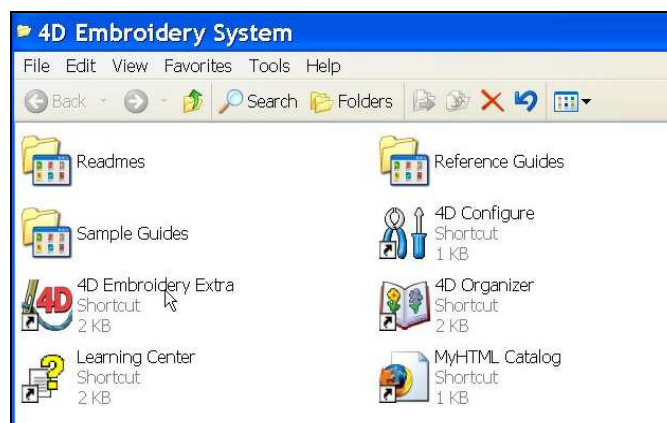 4D Embroidery System
File Edit View Favorites Tools Help
Back Search Folders
Readmes
Reference Guides
Sample Guides
4D Configure
Shortcut
1 KB
4D
4D Embroidery Extra
Shortcut
2 KB
4D Organizer
Shortcut
2 KB
Learning Center
Shortcut
2 KB
MyHTML Catalog
Shortcut
1 KB